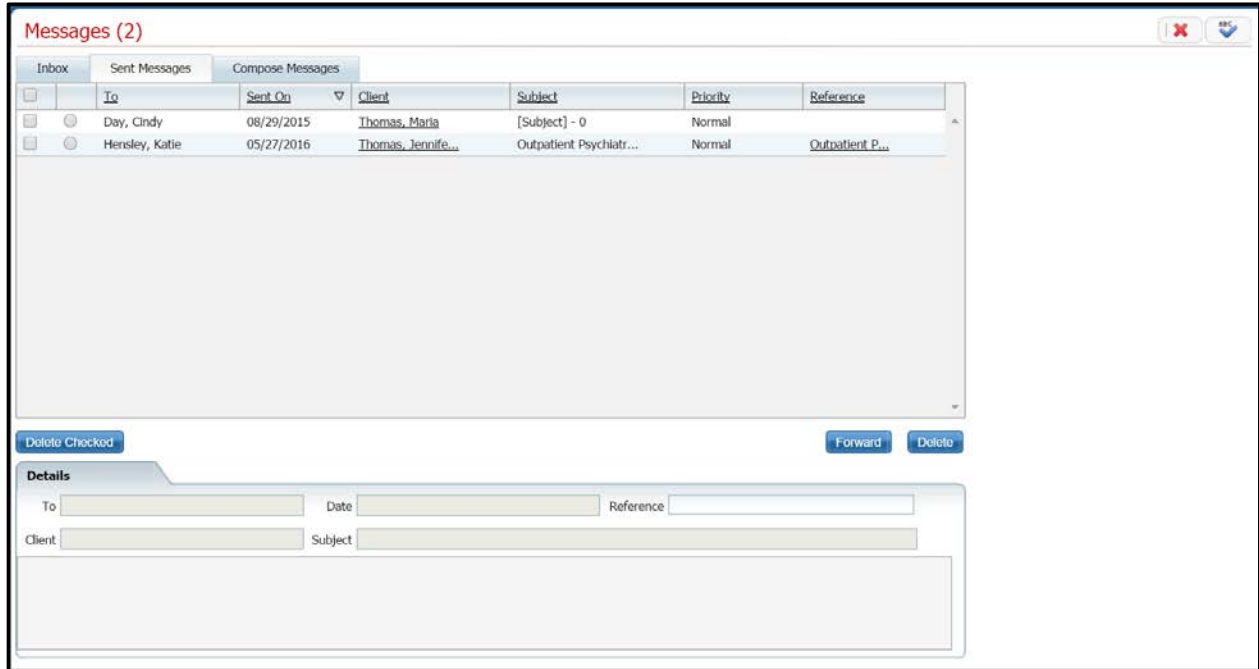 Messages (2)
ABC
Inbox Sent Messages Compose Messages
To Sent On Client Subject Priority Reference
Day, Cindy 08/29/2015 Thomas, Maria [Subject] - 0 Normal
Hensley, Katie 05/27/2016 Thomas, Jennife... Outpatient Psychiatr... Normal Outpatient P...
Delete Checked Forward Delete
Details
To Date Reference
Client Subject